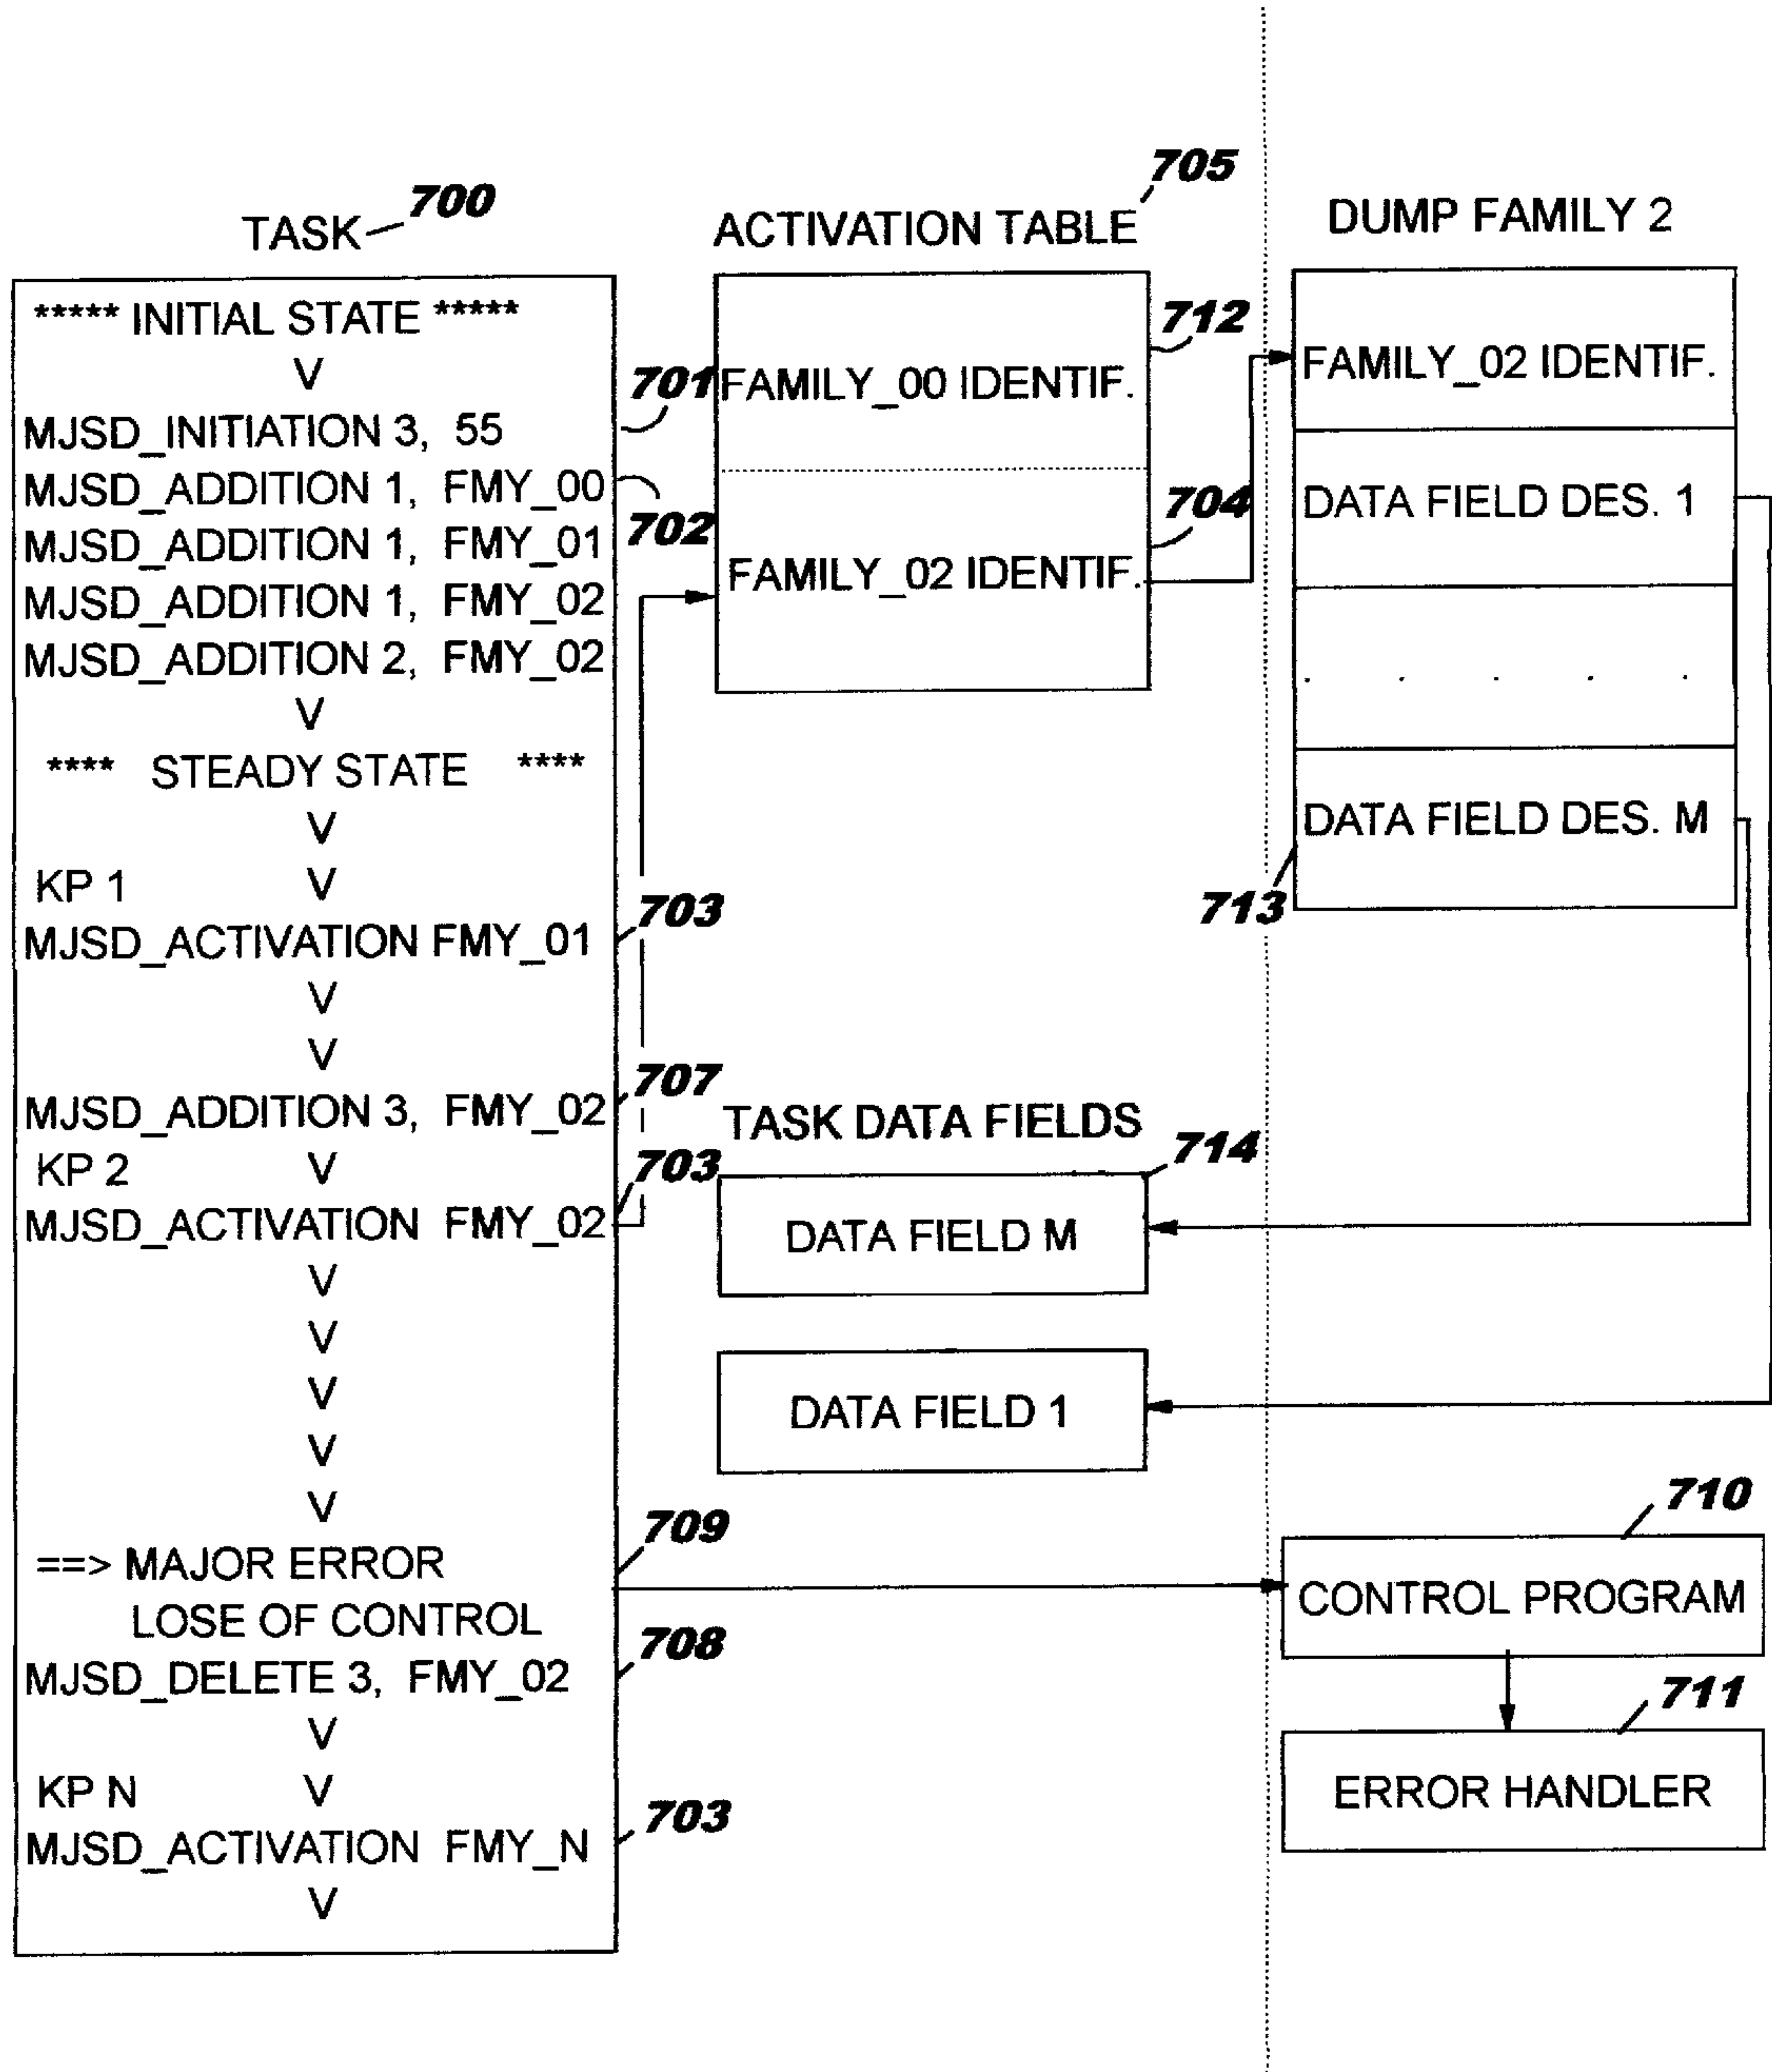 TASK 700
***** INITIAL STATE *****
V
MJSD_INITIATION 3, 55
701
MJSD_ADDITION 1, FMY_00
702
MJSD_ADDITION 1, FMY_01
MJSD_ADDITION 1, FMY_02
MJSD_ADDITION 2, FMY_02
V
**** STEADY STATE ****
V
KP 1 V
703
MJSD_ACTIVATION FMY_01
V
V
707
MJSD_ADDITION 3, FMY_02
KP 2 V
703
MJSD_ACTIVATION FMY_02
V
V
V
V
V
709
==> MAJOR ERROR
LOSE OF CONTROL
708
MJSD_DELETE 3, FMY_02
V
KP N V
703
MJSD_ACTIVATION FMY_N
V
705
ACTIVATION TABLE
712
FAMILY_00 IDENTIF.
704
FAMILY_02 IDENTIF.
TASK DATA FIELDS
714
DATA FIELD M
DATA FIELD 1
DUMP FAMILY 2
FAMILY_02 IDENTIF.
DATA FIELD DES. 1
. . . . .
DATA FIELD DES. M
713
710
CONTROL PROGRAM
711
ERROR HANDLER